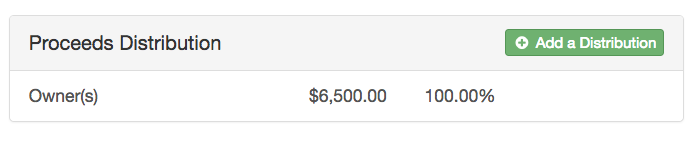 Proceeds Distribution
Add a Distribution
Owner(s) $6,500.00 100.00%